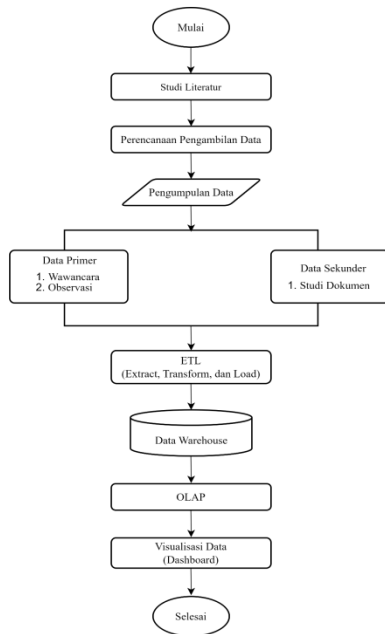 Mulai
Studi Literatur
Perencanaan Pengambilan Data
Pengumpulan Data
Data Primer
1. Wawancara
2. Observasi
Data Sekunder
1. Studi Dokumen
ETL
(Extract, Transform, dan Load)
Data Warehouse
OLAP
Visualisasi Data
(Dashboard)
Selesai